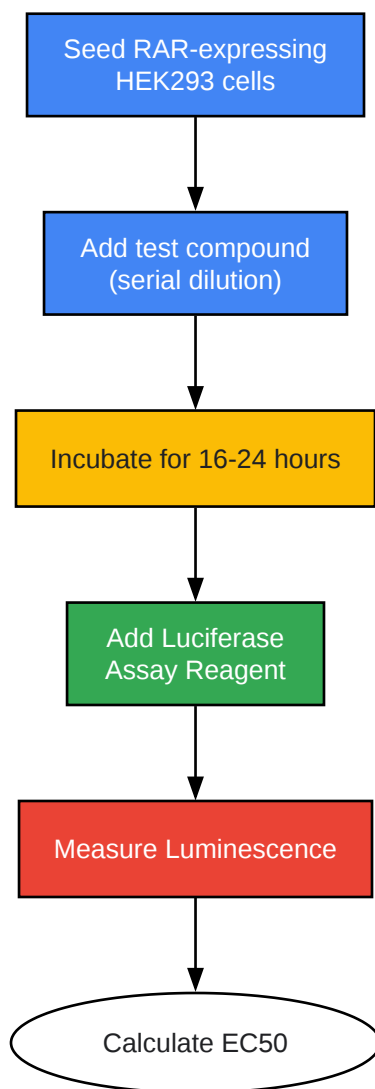 Seed RAR-expressing
HEK293 cells
Add test compound
(serial dilution)
Incubate for 16-24 hours
Add Luciferase
Assay Reagent
Measure Luminescence
Calculate EC50